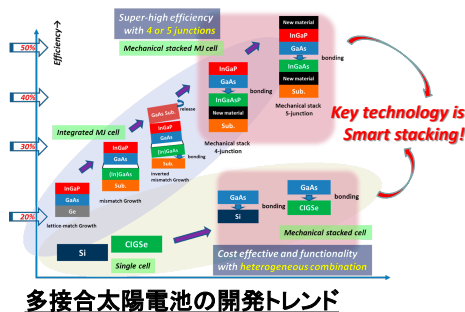 Efficiency→
50%
40%
30%
20%
Super-high efficiency
with 4 or 5 junctions
Mechanical stacked MJ cell
New material
InGaP
GaAs
InGaAs
New material
Sub.
bonding
Mechanical stack
5-junction
InGaP
GaAs
InGaAsP
New material
Sub.
bonding
Mechanical stack
4-junction
Key technology is
Smart stacking!
Integrated MJ cell
GaAs Sub.
release
InGaP
GaAs
(In)GaAs
bonding
Sub.
Inverted
mismatch Growth
InGaP
GaAs
(In)GaAs
Sub.
mismatch Growth
InGaP
GaAs
Ge
lattice match Growth
Si
CIGSe
Single cell
GaAs
bonding
Si
GaAs
bonding
CIGSe
Mechanical stacked cell
Cost effective and functionality
with heterogeneous combination
多接合太陽電池の開発トレンド